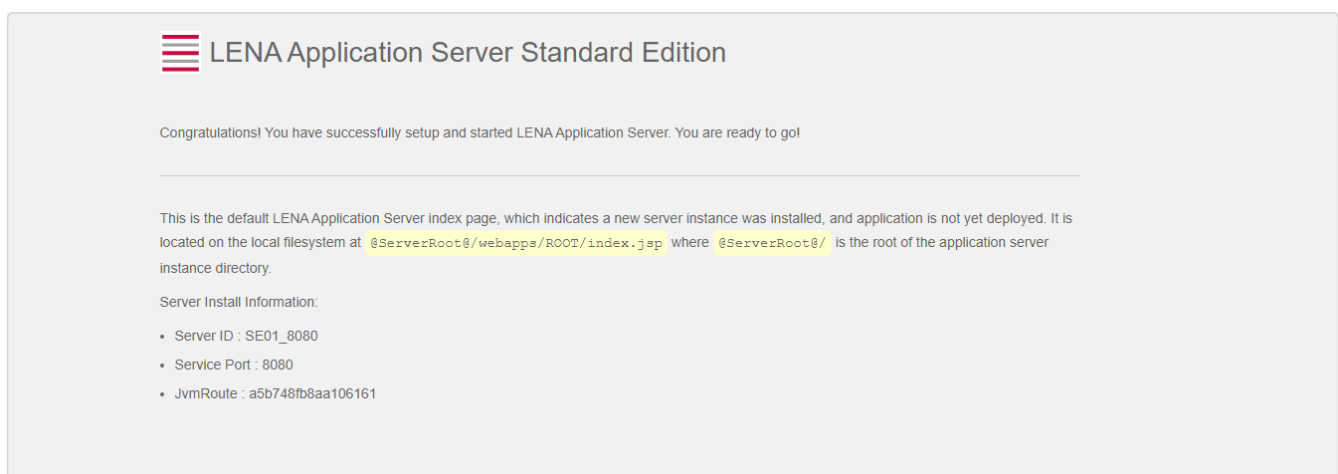 LENA Application Server Standard Edition
Congratulations! You have successfully setup and started LENA Application Server. You are ready to go!
This is the default LENA Application Server index page, which indicates a new server instance was installed, and application is not yet deployed. It is
located on the local filesystem at @ServerRoot@/webapps/ROOT/index.jsp where @ServerRoot@/ is the root of the application server
instance directory.
Server Install Information:
• Server ID : SE01_8080
• Service Port : 8080
• JvmRoute : a5b748fb8aa106161